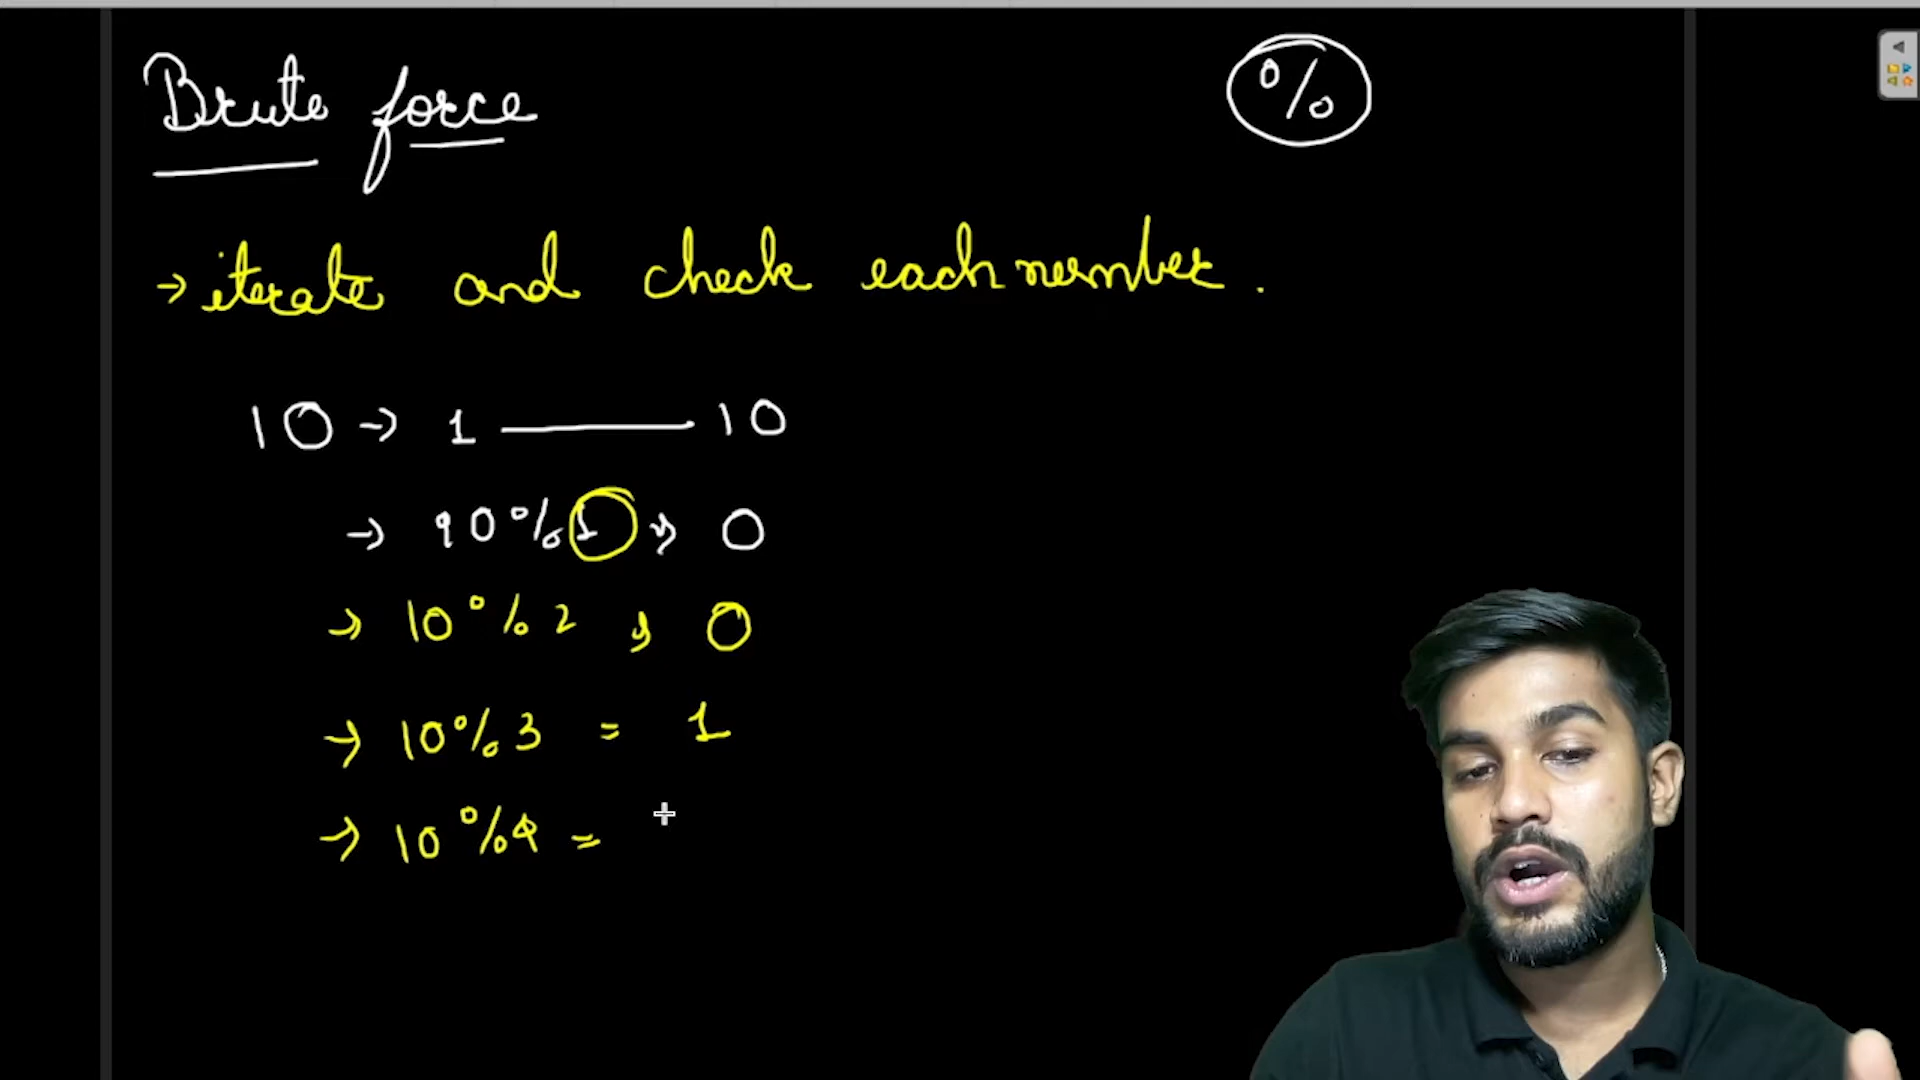 Brute force
%
→ iterate and check each number.
10 → 1 —— 10
→ 10%1 → 0
→ 10%2 → 0
→ 10%3 = 1
→ 10%4 =